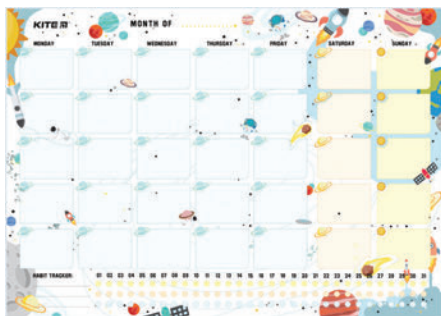 KITE MONTH OF
MONDAY TUESDAY WEDNESDAY THURSDAY FRIDAY SATURDAY SUNDAY
HABIT TRACKER: 01 02 03 04 05 06 07 08 09 10 11 12 13 14 15 16 17 18 19 20 21 22 23 24 25 26 27 28 29 30 31